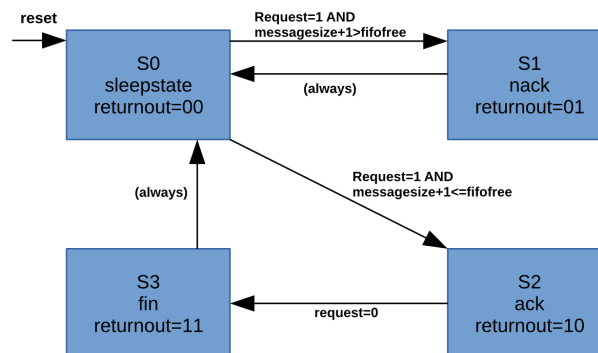 reset
S0
sleepstate
returnout=00
Request=1 AND
messagesize+1>fifofree
(always)
S1
nack
returnout=01
(always)
Request=1 AND
messagesize+1<=fifofree
S3
fin
returnout=11
request=0
S2
ack
returnout=10